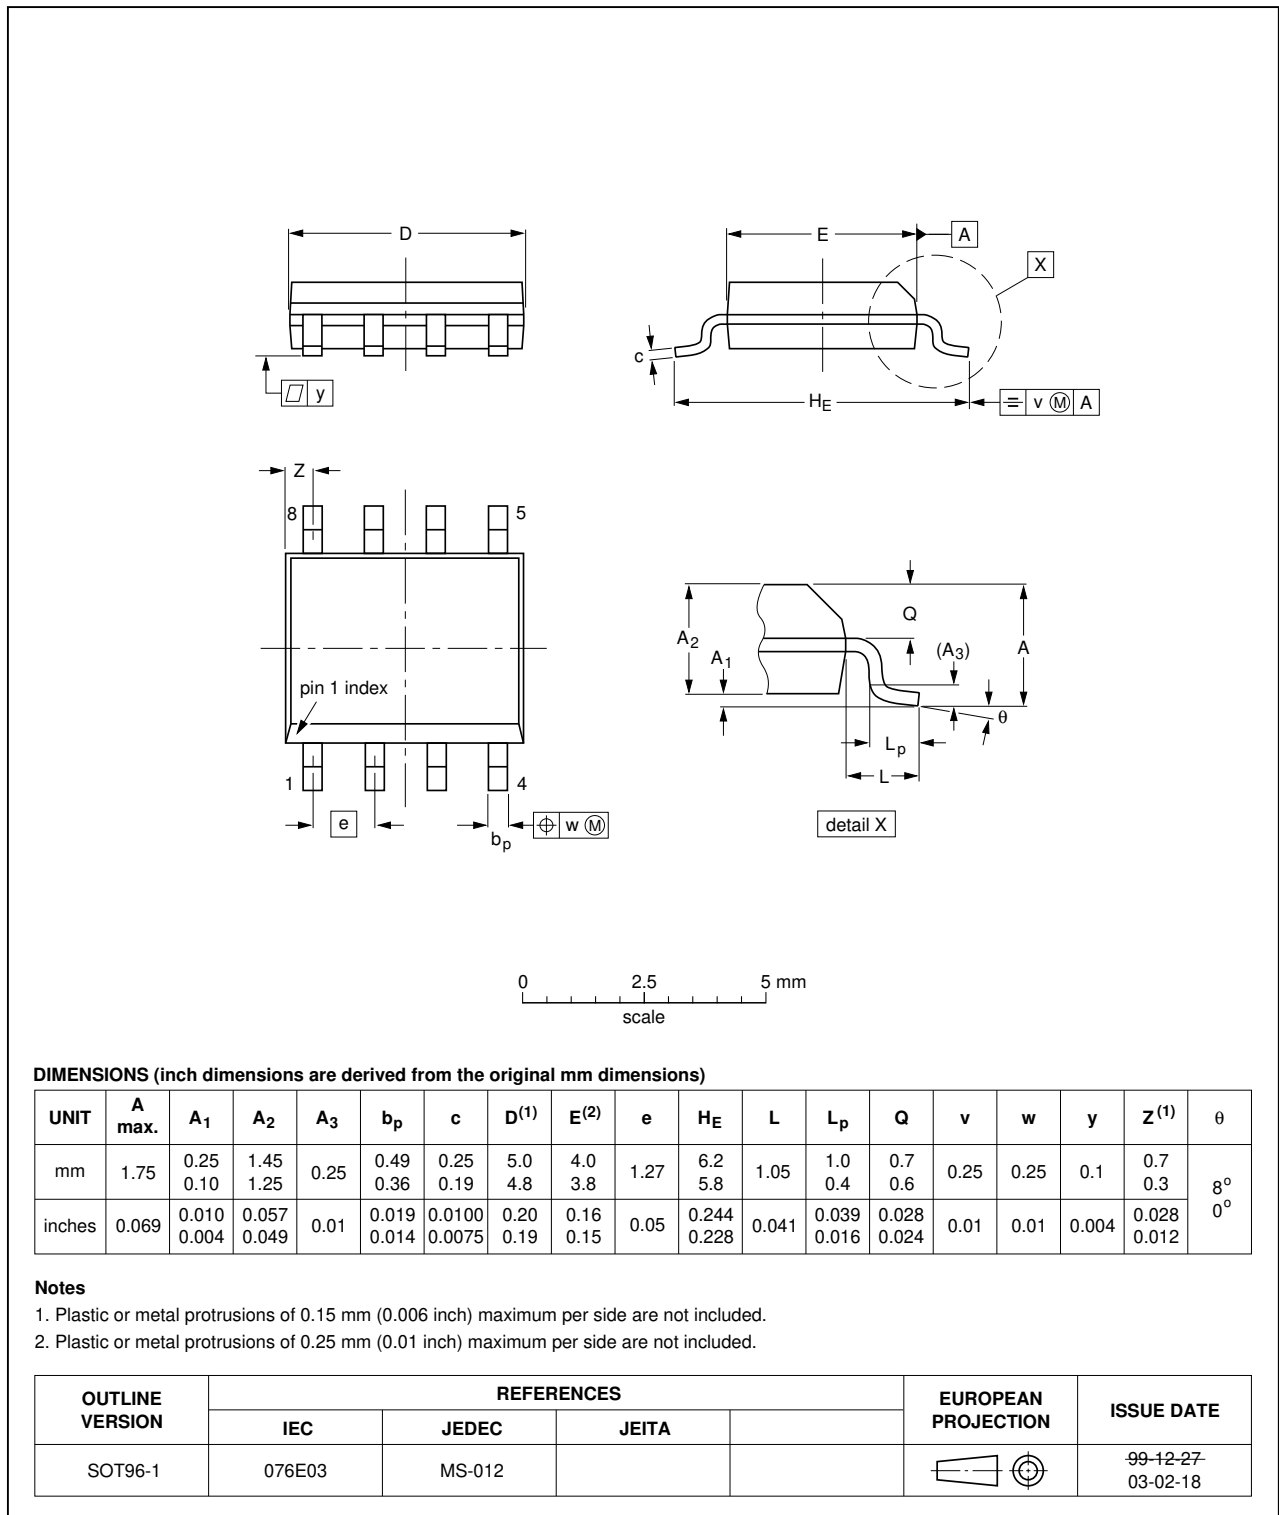 D
E
A
X
c
y
HE
v M A
Z
8
5
Q
A2
A1
(A3)
A
pin 1 index
θ
Lp
L
1
4
e
w M
bp
detail X
0 2.5 5 mm
scale
DIMENSIONS (inch dimensions are derived from the original mm dimensions)
UNIT A max. A1 A2 A3 bp c D(1) E(2) e HE L Lp Q v w y Z(1) θ
mm 1.75 0.25 0.10 1.45 1.25 0.25 0.49 0.36 0.25 0.19 5.0 4.8 4.0 3.8 1.27 6.2 5.8 1.05 1.0 0.4 0.7 0.6 0.25 0.25 0.1 0.7 0.3 8o 0o
inches 0.069 0.010 0.004 0.057 0.049 0.01 0.019 0.014 0.0100 0.0075 0.20 0.19 0.16 0.15 0.05 0.244 0.228 0.041 0.039 0.016 0.028 0.024 0.01 0.01 0.004 0.028 0.012
Notes
1. Plastic or metal protrusions of 0.15 mm (0.006 inch) maximum per side are not included.
2. Plastic or metal protrusions of 0.25 mm (0.01 inch) maximum per side are not included.
OUTLINE VERSION REFERENCES EUROPEAN PROJECTION ISSUE DATE
IEC JEDEC JEITA
SOT96-1 076E03 MS-012 99-12-27
03-02-18